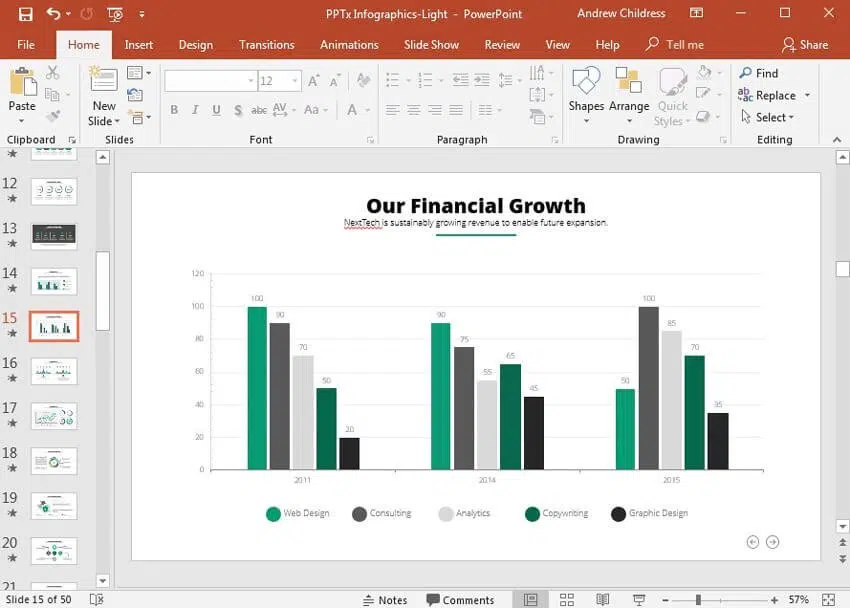 PPTx Infographics-Light - PowerPoint
Andrew Childress
File Home Insert Design Transitions Animations Slide Show Review View Help Tell me Share
Paste
New Slide
12
B I U S abc AV Aa A
Shapes Arrange Quick Styles
Find
Replace
Select
Clipboard Slides Font Paragraph Drawing Editing
12
13
14
15
16
17
18
19
20
21
Our Financial Growth
NextTech is sustainably growing revenue to enable future expansion.
120
100
80
60
40
20
0
100 90 70 50 20
90 75 55 65 45
50 100 85 70 35
2011 2014 2015
Web Design Consulting Analytics Copywriting Graphic Design
Slide 15 of 50
Notes
Comments
57%